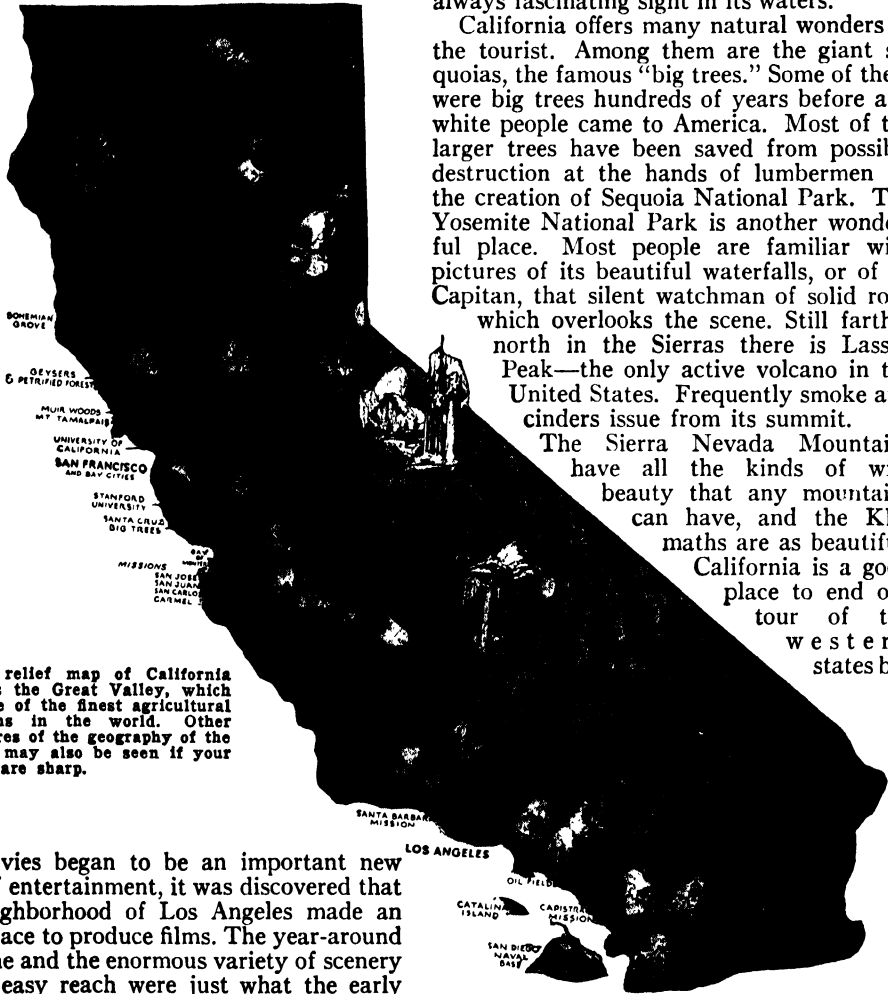 always fascinating sight in its waters.
California offers many natural wonders
the tourist. Among them are the giant s
quoias, the famous “big trees.” Some of the
were big trees hundreds of years before a
white people came to America. Most of t
larger trees have been saved from possib
destruction at the hands of lumbermen
the creation of Sequoia National Park. T
Yosemite National Park is another wonde
ful place. Most people are familiar wi
pictures of its beautiful waterfalls, or of
Capitan, that silent watchman of solid ro
which overlooks the scene. Still farth
north in the Sierras there is Lass
Peak—the only active volcano in t
United States. Frequently smoke a
cinders issue from its summit.
The Sierra Nevada Mountai
have all the kinds of wi
beauty that any mountai
can have, and the Kl
maths are as beautif
California is a go
place to end o
tour of t
wester
states b
BOHEMIAN
GROVE
GEYSERS
& PETRIFIED FOREST
MUIR WOODS
MT TAMALPAIS
UNIVERSITY OF
CALIFORNIA
SAN FRANCISCO
AND BAY CITIES
STANFORD
UNIVERSITY
SANTA CRUZ
BIG TREES
BAY
OF
MONTER
MISSIONS
SAN JOSE
SAN JUAN
SAN CARLO
CARMEL
relief map of California
s the Great Valley, which
e of the finest agricultural
ns in the world. Other
res of the geography of the
may also be seen if your
are sharp.
SANTA BARBAR
MISSION
LOS ANGELES
OIL FIELDS
CATALINA
ISLAND
CAPISTRA
MISSION
SAN DIEGO
NAVAL
BASE
vies began to be an important new
f entertainment, it was discovered that
ghborhood of Los Angeles made an
ace to produce films. The year-around
ne and the enormous variety of scenery
easy reach were just what the early